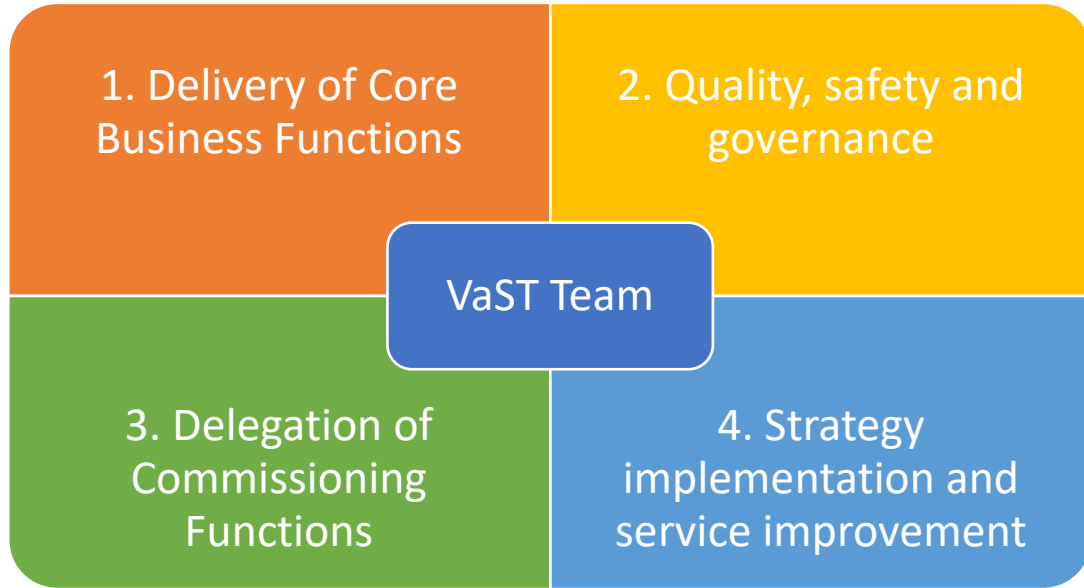 1. Delivery of Core
Business Functions
2. Quality, safety and
governance
VaST Team
3. Delegation of
Commissioning
Functions
4. Strategy
implementation and
service improvement